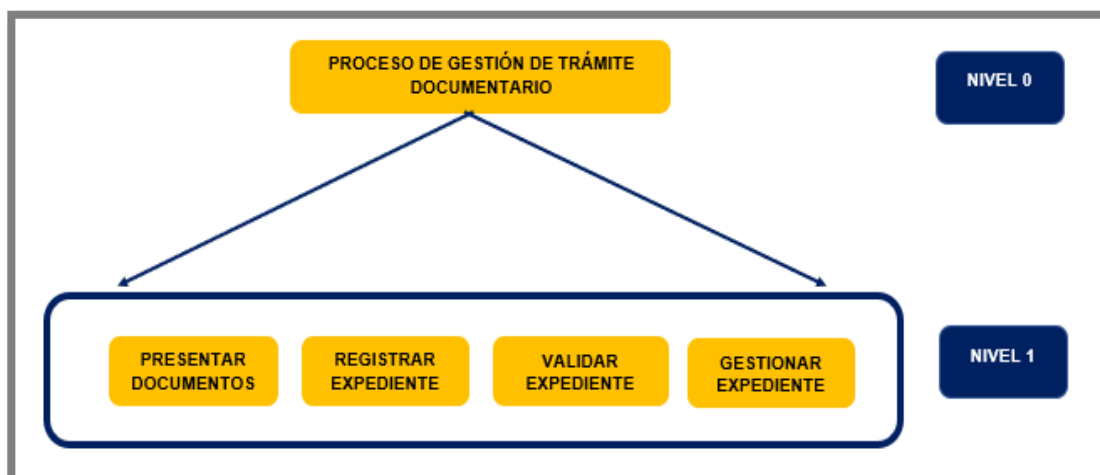 PROCESO DE GESTIÓN DE TRÁMITE
DOCUMENTARIO
NIVEL 0
PRESENTAR
DOCUMENTOS
REGISTRAR
EXPEDIENTE
VALIDAR
EXPEDIENTE
GESTIONAR
EXPEDIENTE
NIVEL 1